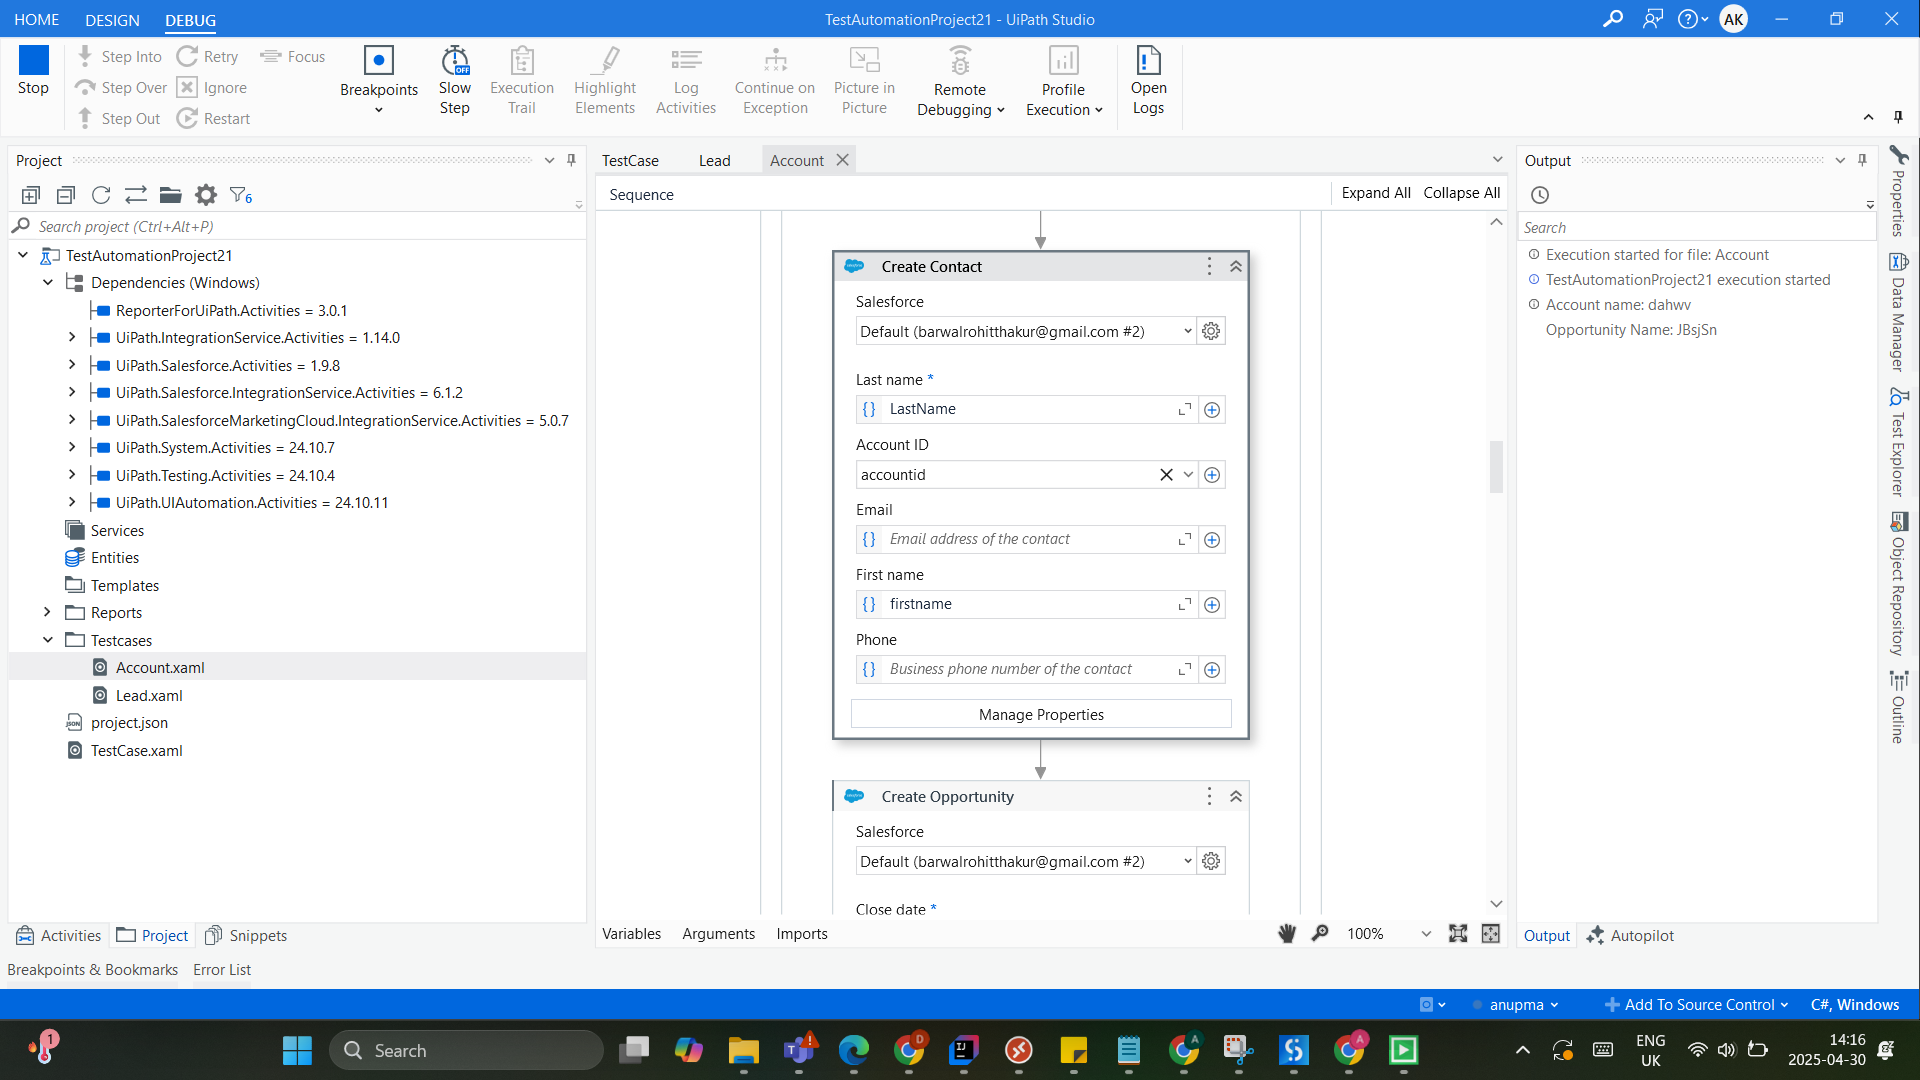 HOME DESIGN DEBUG
TestAutomationProject21 - UiPath Studio
AK
Stop
Step Into
Step Over
Step Out
Retry
Ignore
Restart
Focus
Breakpoints
Slow Step
OFF
Execution Trail
Highlight Elements
Log Activities
Continue on Exception
Picture in Picture
Remote Debugging
Profile Execution
Open Logs
Project
6
Search project (Ctrl+Alt+P)
TestAutomationProject21
Dependencies (Windows)
ReporterForUiPath.Activities = 3.0.1
UiPath.IntegrationService.Activities = 1.14.0
UiPath.Salesforce.Activities = 1.9.8
UiPath.Salesforce.IntegrationService.Activities = 6.1.2
UiPath.SalesforceMarketingCloud.IntegrationService.Activities = 5.0.7
UiPath.System.Activities = 24.10.7
UiPath.Testing.Activities = 24.10.4
UiPath.UIAutomation.Activities = 24.10.11
Services
Entities
Templates
Reports
Testcases
Account.xaml
Lead.xaml
project.json
TestCase.xaml
Activities Project Snippets
TestCase Lead Account
Sequence
Expand All Collapse All
Create Contact
Salesforce
Default (barwalrohitthakur@gmail.com #2)
Last name *
{} LastName
Account ID
accountid
Email
{} Email address of the contact
First name
{} firstname
Phone
{} Business phone number of the contact
Manage Properties
Create Opportunity
Salesforce
Default (barwalrohitthakur@gmail.com #2)
Close date *
Variables Arguments Imports
100%
Output
Search
Execution started for file: Account
TestAutomationProject21 execution started
Account name: dahwv
Opportunity Name: JBsjSn
Output Autopilot
Properties
Data Manager
Test Explorer
Object Repository
Outline
Breakpoints & Bookmarks Error List
anupma
Add To Source Control
C#, Windows
1
Search
ENG
UK
14:16
2025-04-30